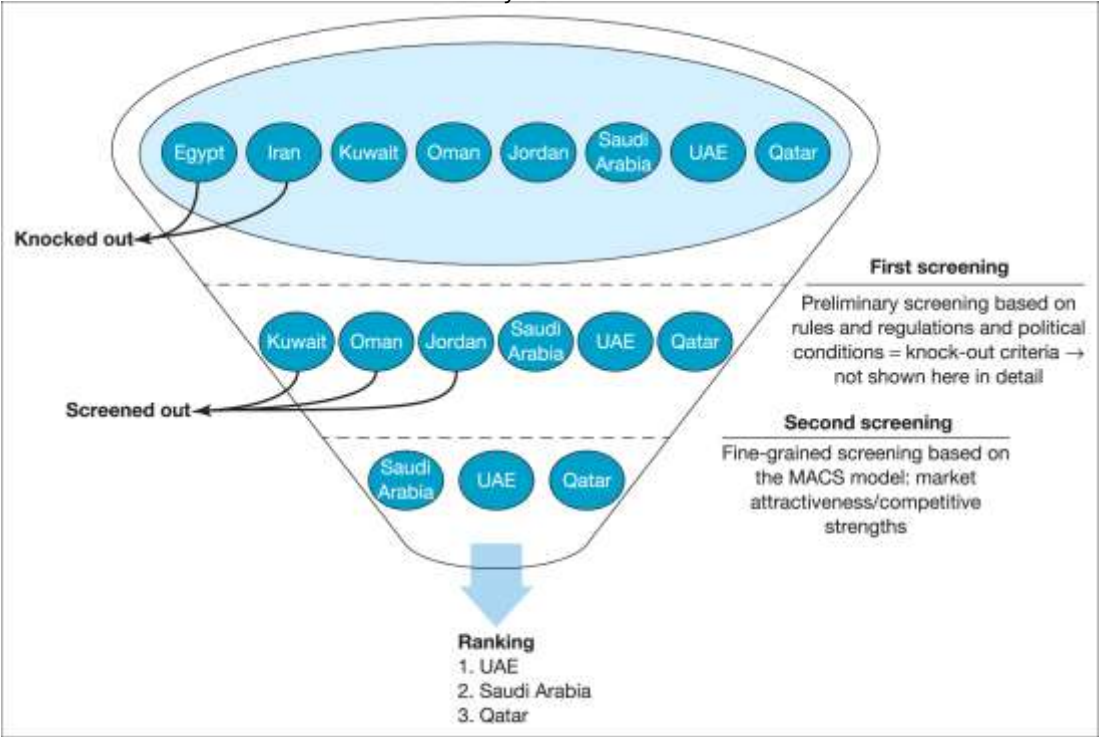 Egypt
Iran
Kuwait
Oman
Jordan
Saudi
Arabia
UAE
Qatar
Knocked out
First screening
Preliminary screening based on
rules and regulations and political
conditions = knock-out criteria →
not shown here in detail
Kuwait
Oman
Jordan
Saudi
Arabia
UAE
Qatar
Screened out
Second screening
Fine-grained screening based on
the MACS model: market
attractiveness/competitive
strengths
Saudi
Arabia
UAE
Qatar
Ranking
1. UAE
2. Saudi Arabia
3. Qatar